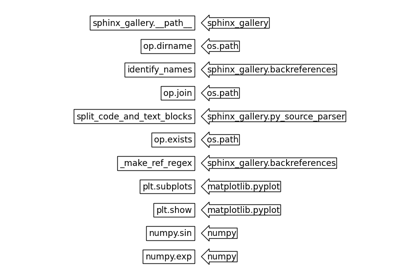 sphinx_gallery.__path__ sphinx_gallery
op.dirname os.path
identify_names sphinx_gallery.backreferences
op.join os.path
split_code_and_text_blocks sphinx_gallery.py_source_parser
op.exists os.path
_make_ref_regex sphinx_gallery.backreferences
plt.subplots matplotlib.pyplot
plt.show matplotlib.pyplot
numpy.sin numpy
numpy.exp numpy